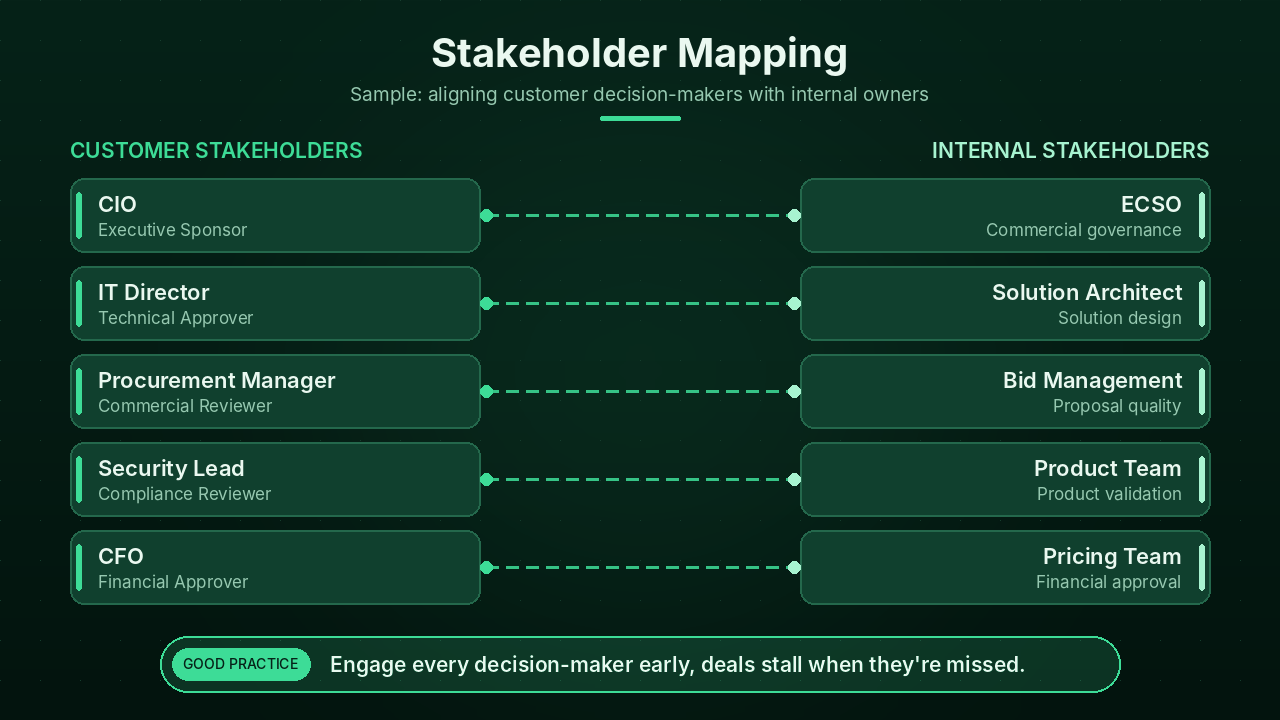 Stakeholder Mapping
Sample: aligning customer decision-makers with internal owners
CUSTOMER STAKEHOLDERS
INTERNAL STAKEHOLDERS
CIO
Executive Sponsor
ECSO
Commercial governance
IT Director
Technical Approver
Solution Architect
Solution design
Procurement Manager
Commercial Reviewer
Bid Management
Proposal quality
Security Lead
Compliance Reviewer
Product Team
Product validation
CFO
Financial Approver
Pricing Team
Financial approval
GOOD PRACTICE
Engage every decision-maker early, deals stall when they're missed.